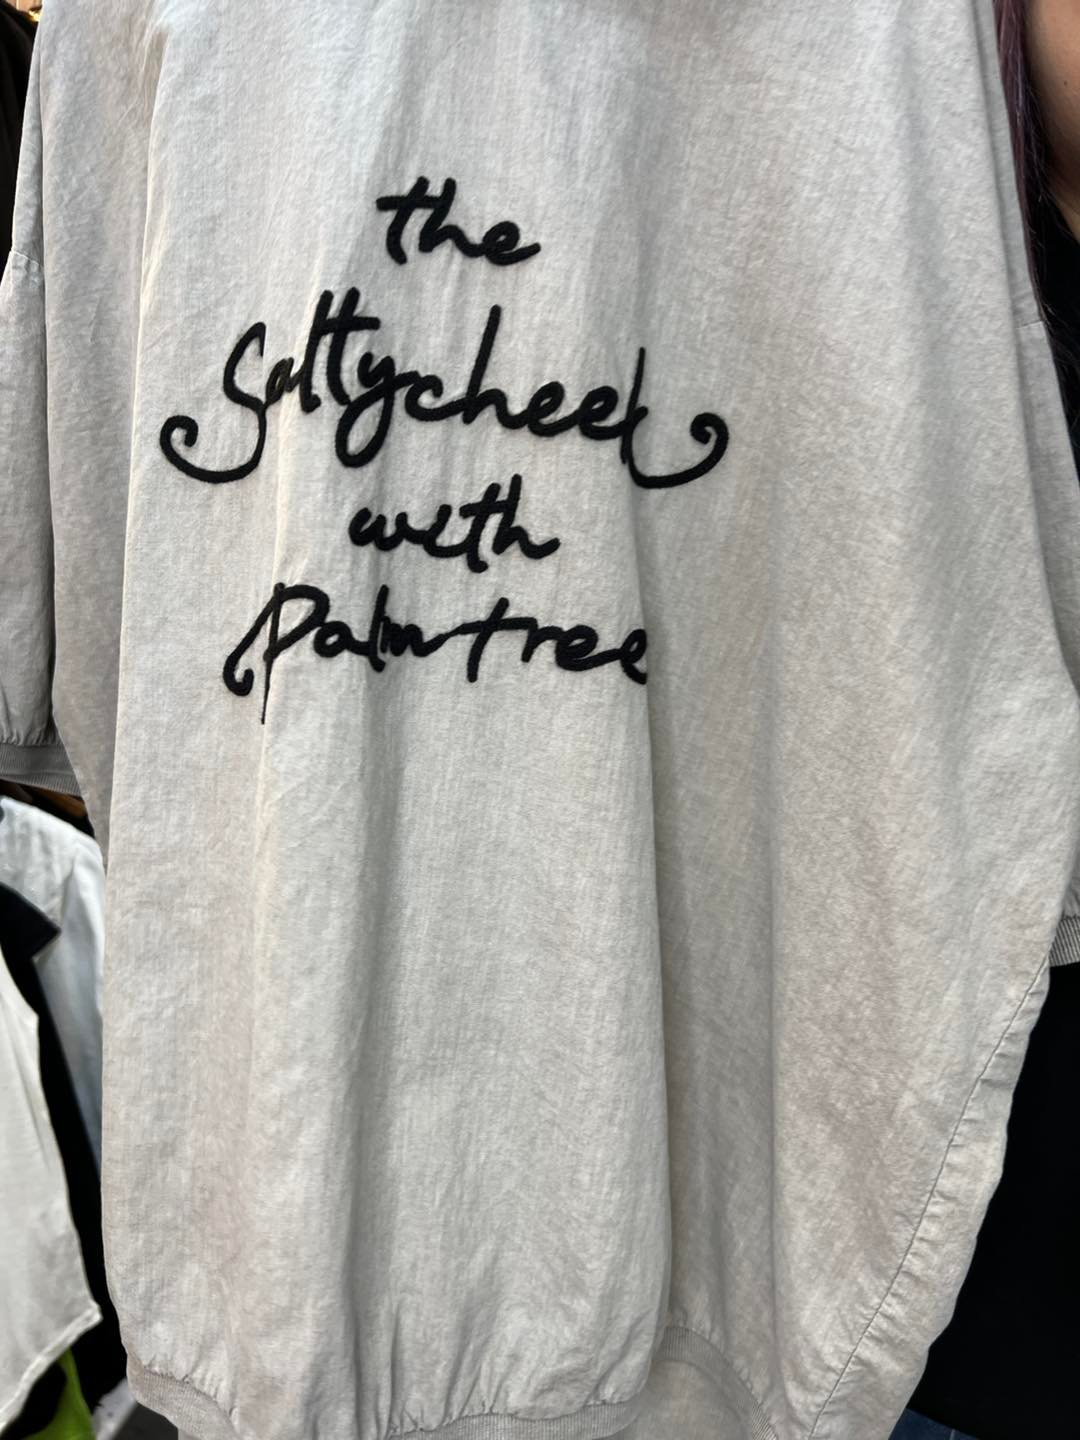 the
Saltycheek
with
Palmtree